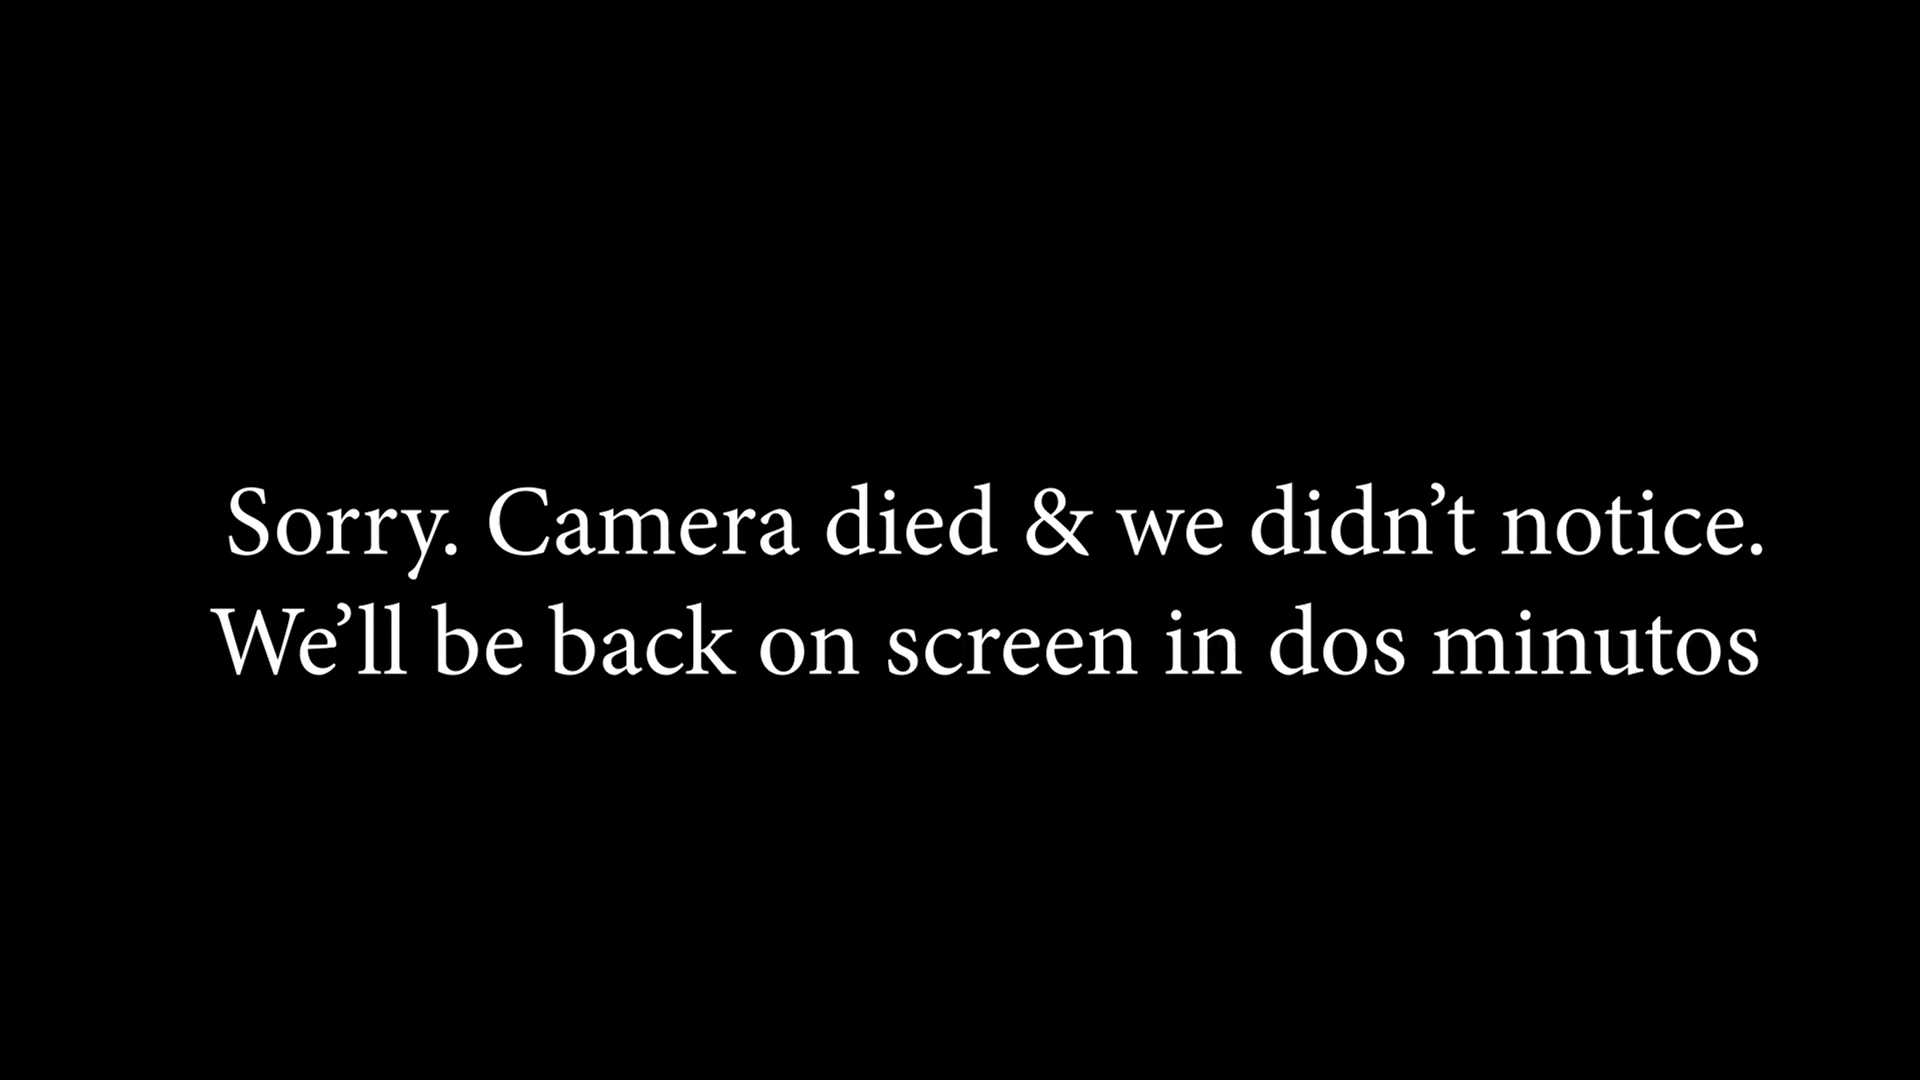 Sorry. Camera died & we didn’t notice.
We’ll be back on screen in dos minutos